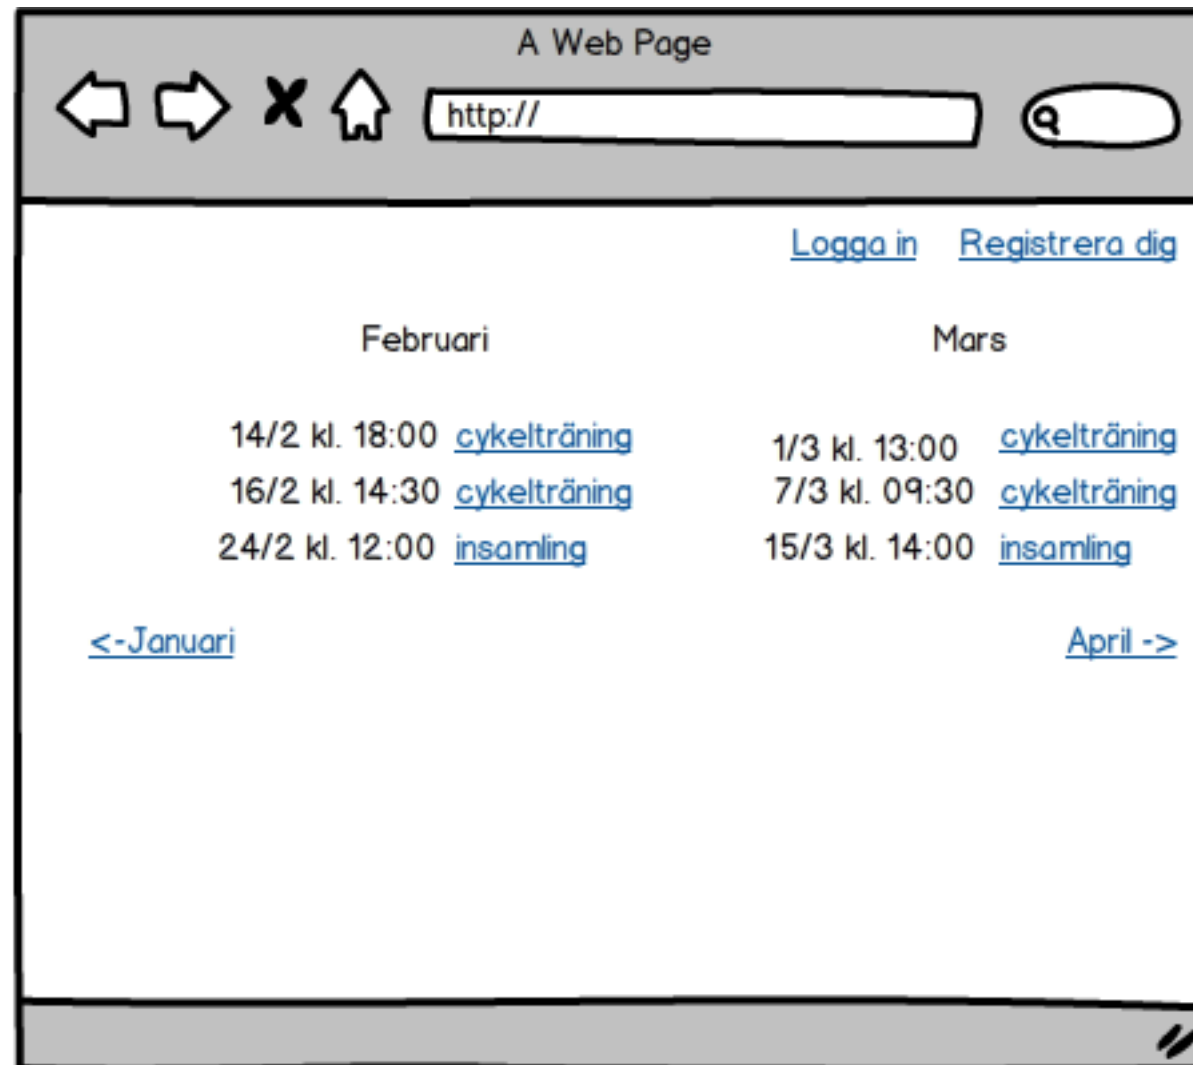 A Web Page
http://
Logga in Registrera dig
Februari Mars
14/2 kl. 18:00 cykelträning 1/3 kl. 13:00 cykelträning
16/2 kl. 14:30 cykelträning 7/3 kl. 09:30 cykelträning
24/2 kl. 12:00 insamling 15/3 kl. 14:00 insamling
<-Januari April ->